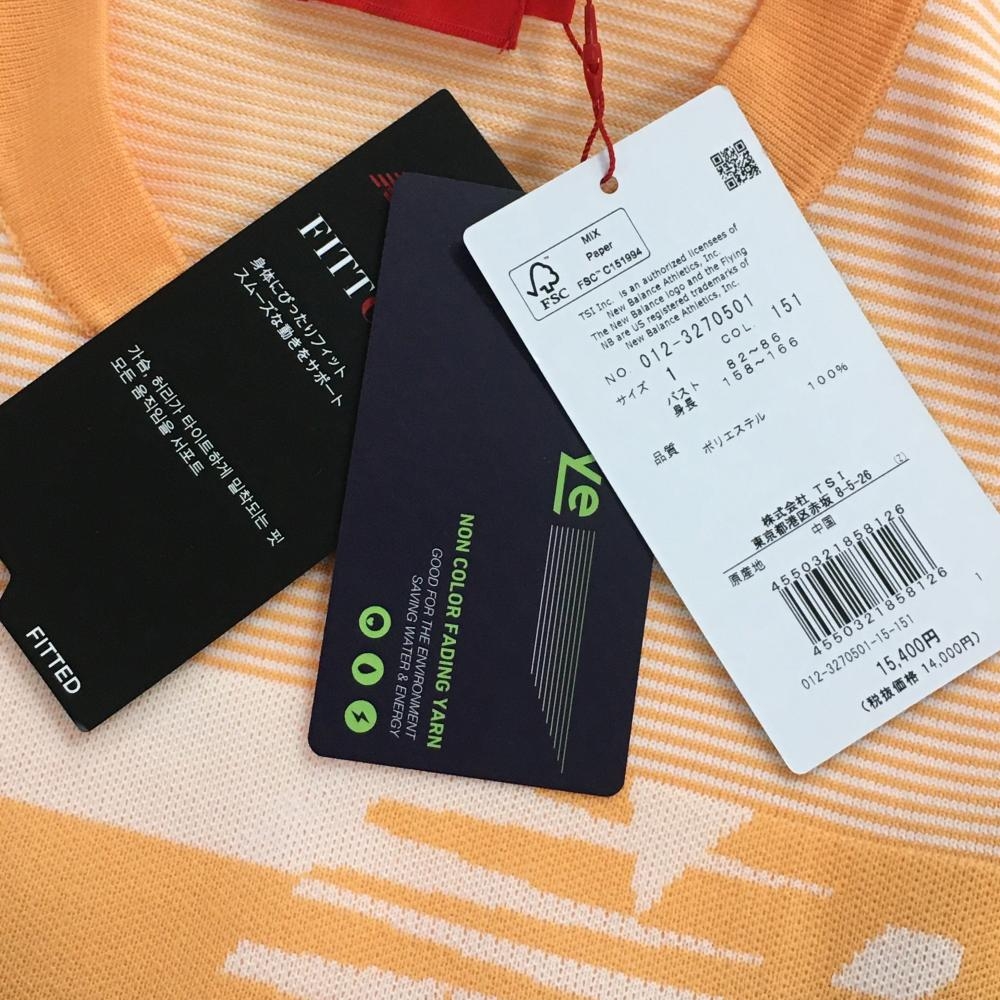 FITT
身体にぴったりフィット
スムーズな動きをサポート
가슴, 허리가 타이트하게 밀착되는 핏
모든 움직임을 서포트
FITTED
ye
NON COLOR FADING YARN
GOOD FOR THE ENVIRONMENT
SAVING WATER & ENERGY
MIX
Paper
FSC™ C151994
FSC
TSI Inc. is an authorized licensees of
New Balance Athletics, Inc.
The New Balance logo and the Flying
NB are US registered trademarks of
New Balance Athletics, Inc.
NO. 012-3270501
COL. 151
サイズ 1
バスト 82～86
身長 158～166
品質 ポリエステル 100%
株式会社 TSI
東京都港区赤坂 8-5-26 (Z)
原産地 中国
4550321858126
4550321858126
012-3270501-15-151
1
15,400円
(税抜価格 14,000円)